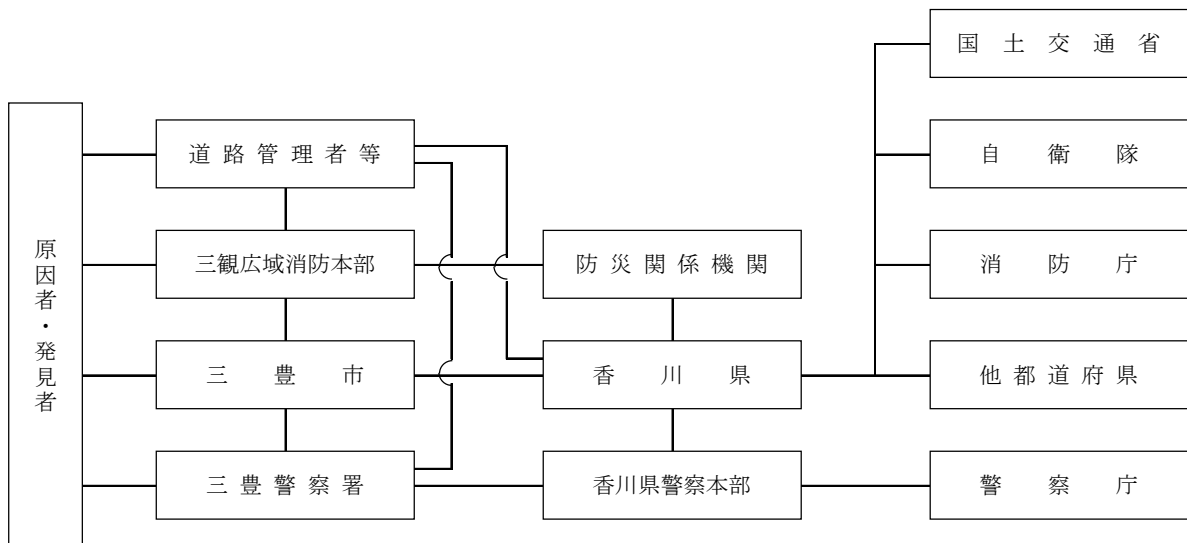 原因者・発見者
道路管理者等
三観広域消防本部
三豊市
三豊警察署
防災関係機関
香川県
香川県警察本部
国土交通省
自衛隊
消防庁
他都道府県
警察庁